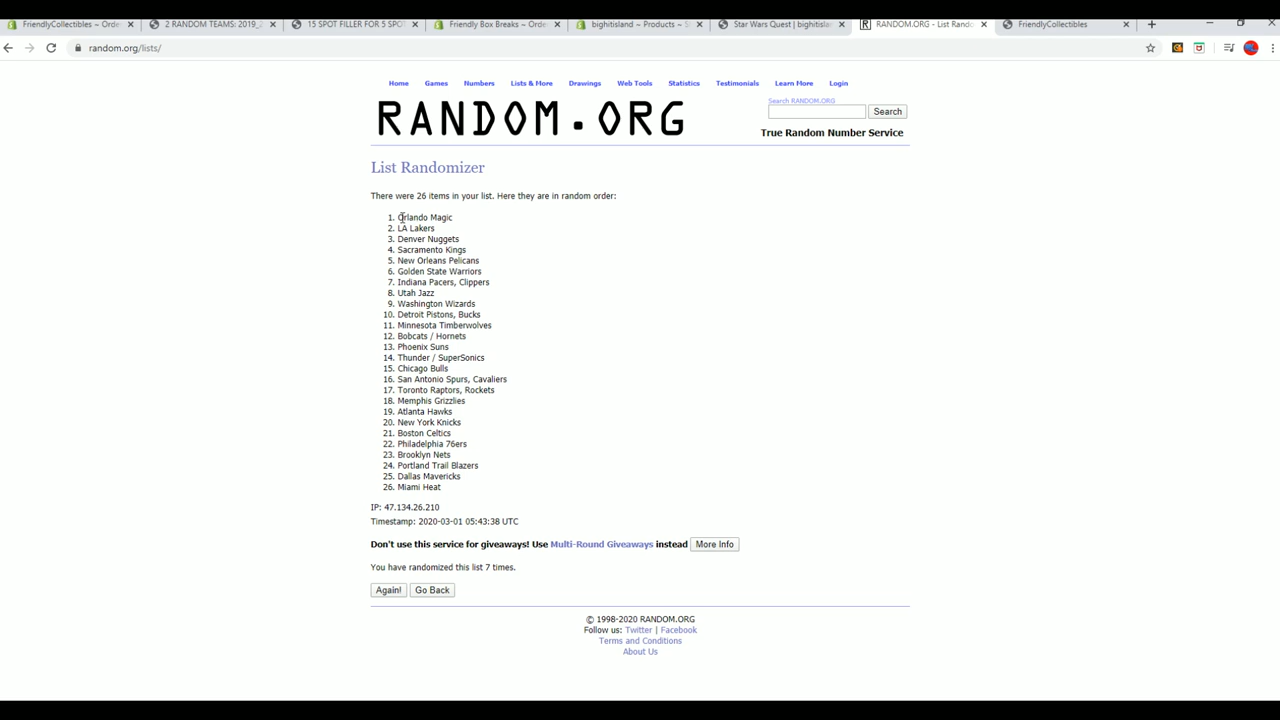 FriendlyCollectibles ~ Orde
2 RANDOM TEAMS: 2019_2
15 SPOT FILLER FOR 5 SPOT
Friendly Box Breaks ~ Orde
bighitisland ~ Products ~ S
Star Wars Quest | bighitislan
RANDOM.ORG - List Rando
FriendlyCollectibles
random.org/lists/
Home Games Numbers Lists & More Drawings Web Tools Statistics Testimonials Learn More Login
RANDOM.ORG
Search RANDOM.ORG
Search
True Random Number Service
List Randomizer
There were 26 items in your list. Here they are in random order:
1. Orlando Magic
2. LA Lakers
3. Denver Nuggets
4. Sacramento Kings
5. New Orleans Pelicans
6. Golden State Warriors
7. Indiana Pacers, Clippers
8. Utah Jazz
9. Washington Wizards
10. Detroit Pistons, Bucks
11. Minnesota Timberwolves
12. Bobcats / Hornets
13. Phoenix Suns
14. Thunder / SuperSonics
15. Chicago Bulls
16. San Antonio Spurs, Cavaliers
17. Toronto Raptors, Rockets
18. Memphis Grizzlies
19. Atlanta Hawks
20. New York Knicks
21. Boston Celtics
22. Philadelphia 76ers
23. Brooklyn Nets
24. Portland Trail Blazers
25. Dallas Mavericks
26. Miami Heat
IP: 47.134.26.210
Timestamp: 2020-03-01 05:43:38 UTC
Don't use this service for giveaways! Use Multi-Round Giveaways instead More Info
You have randomized this list 7 times.
Again! Go Back
© 1998-2020 RANDOM.ORG
Follow us: Twitter | Facebook
Terms and Conditions
About Us